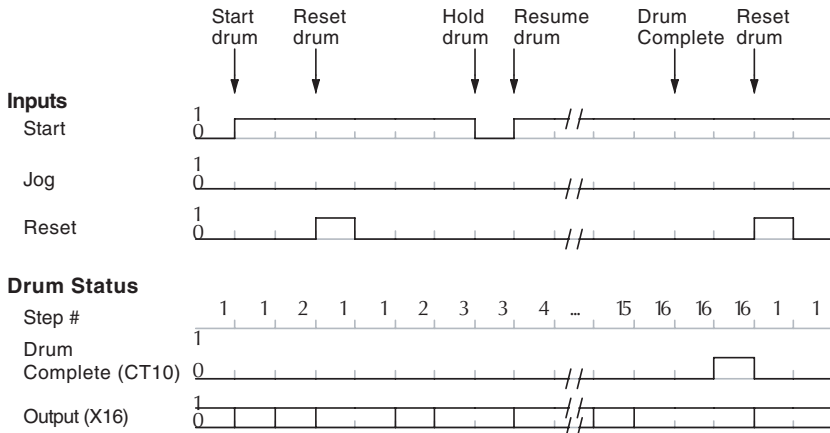 Start drum
Reset drum
Hold drum
Resume drum
Drum Complete
Reset drum
Inputs
Start
1
0
Jog
1
0
Reset
1
0
Drum Status
Step #
1 1 2 1 1 2 3 3 4 ... 15 16 16 16 1 1
Drum Complete (CT10)
1
0
Output (X16)
1
0